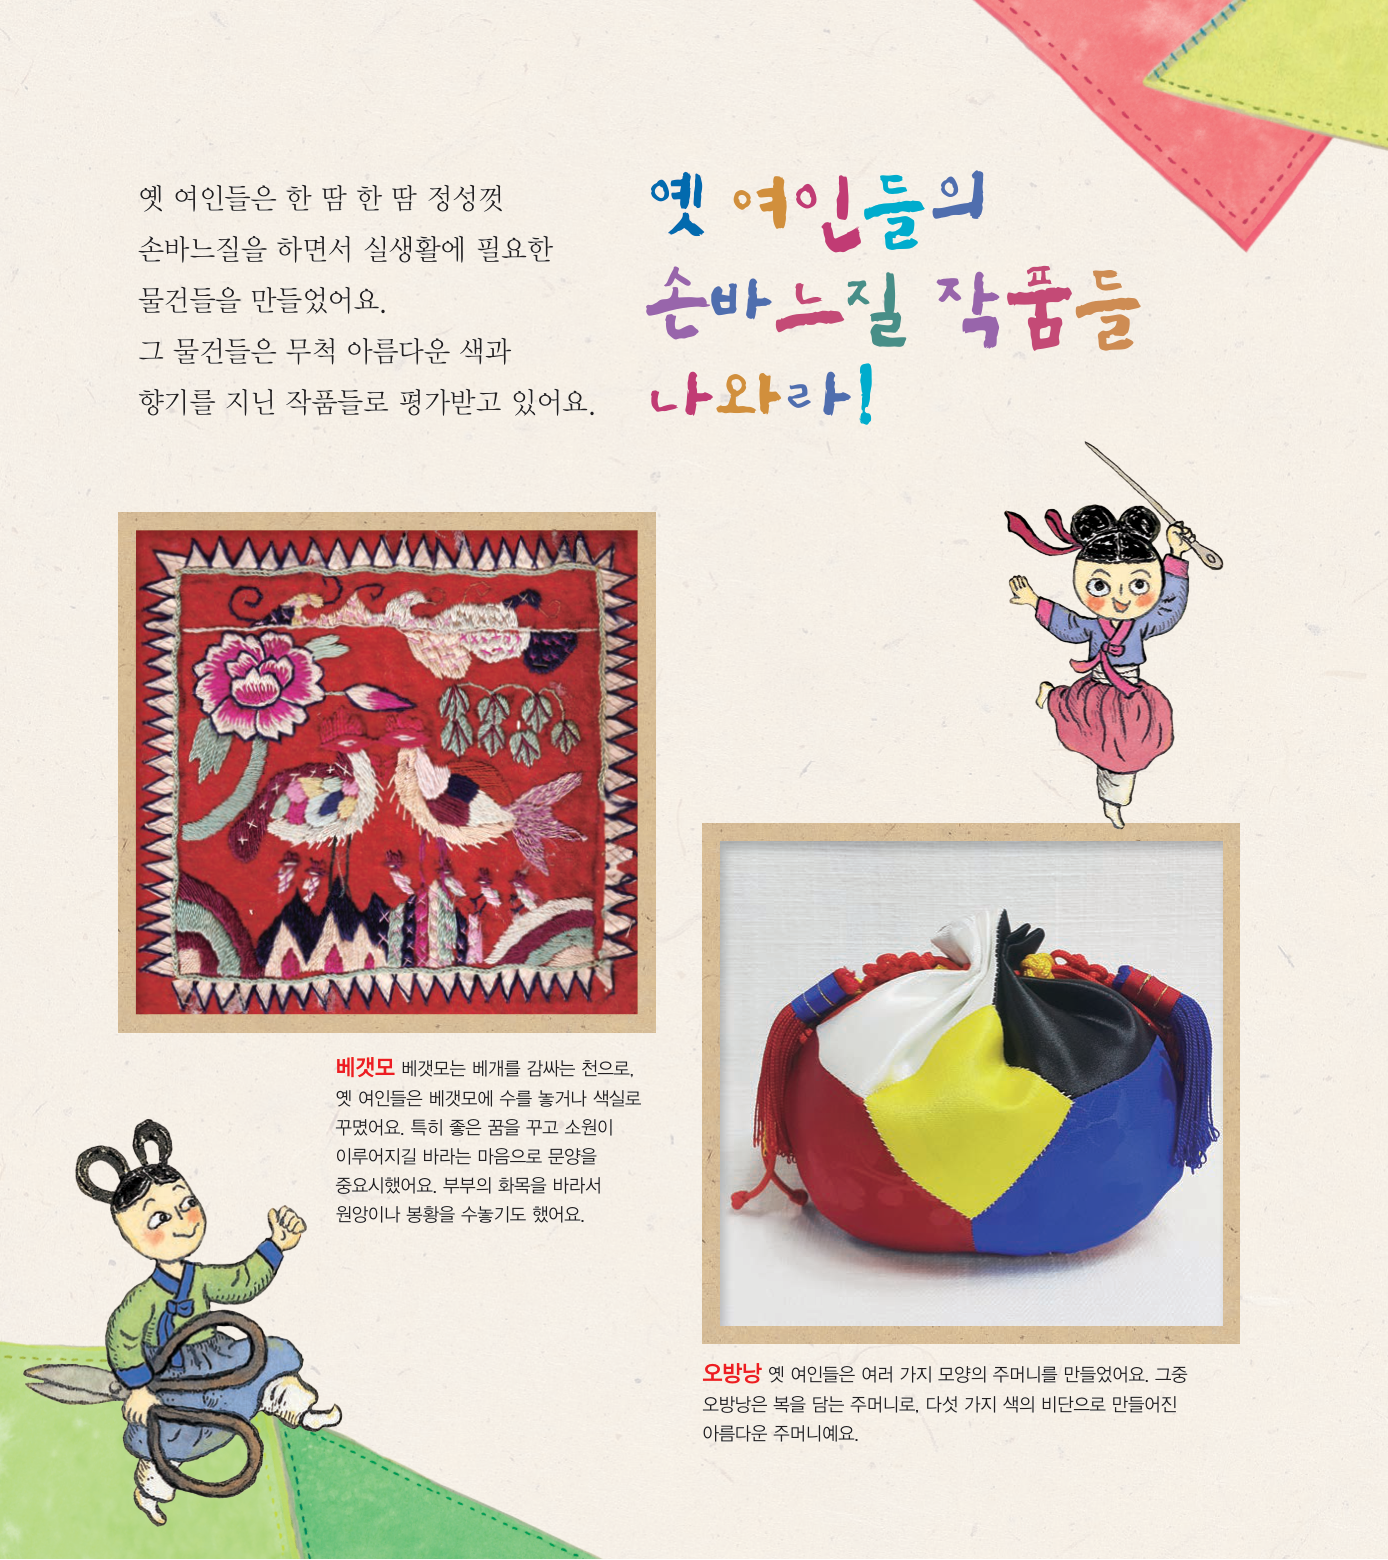 옛 여인들은 한 땀 한 땀 정성껏
손바느질을 하면서 실생활에 필요한
물건들을 만들었어요.
그 물건들은 무척 아름다운 색과
향기를 지닌 작품들로 평가받고 있어요.
옛 여인들의
손바느질 작품들
나와라!
베갯모 베갯모는 베개를 감싸는 천으로,
옛 여인들은 베갯모에 수를 놓거나 색실로
꾸몄어요. 특히 좋은 꿈을 꾸고 소원이
이루어지길 바라는 마음으로 문양을
중요시했어요. 부부의 화목을 바라서
원앙이나 봉황을 수놓기도 했어요.
오방낭 옛 여인들은 여러 가지 모양의 주머니를 만들었어요. 그중
오방낭은 복을 담는 주머니로, 다섯 가지 색의 비단으로 만들어진
아름다운 주머니예요.